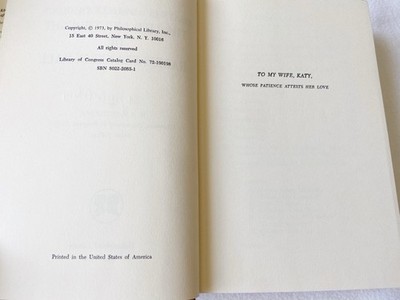 Copyright, © 1973, by Philosophical Library, Inc.,
15 East 40 Street, New York, N. Y. 10016
All rights reserved
Library of Congress Catalog Card No. 72-190198
SBN 8022-2085-1
Printed in the United States of America
TO MY WIFE, KATY,
WHOSE PATIENCE ATTESTS HER LOVE